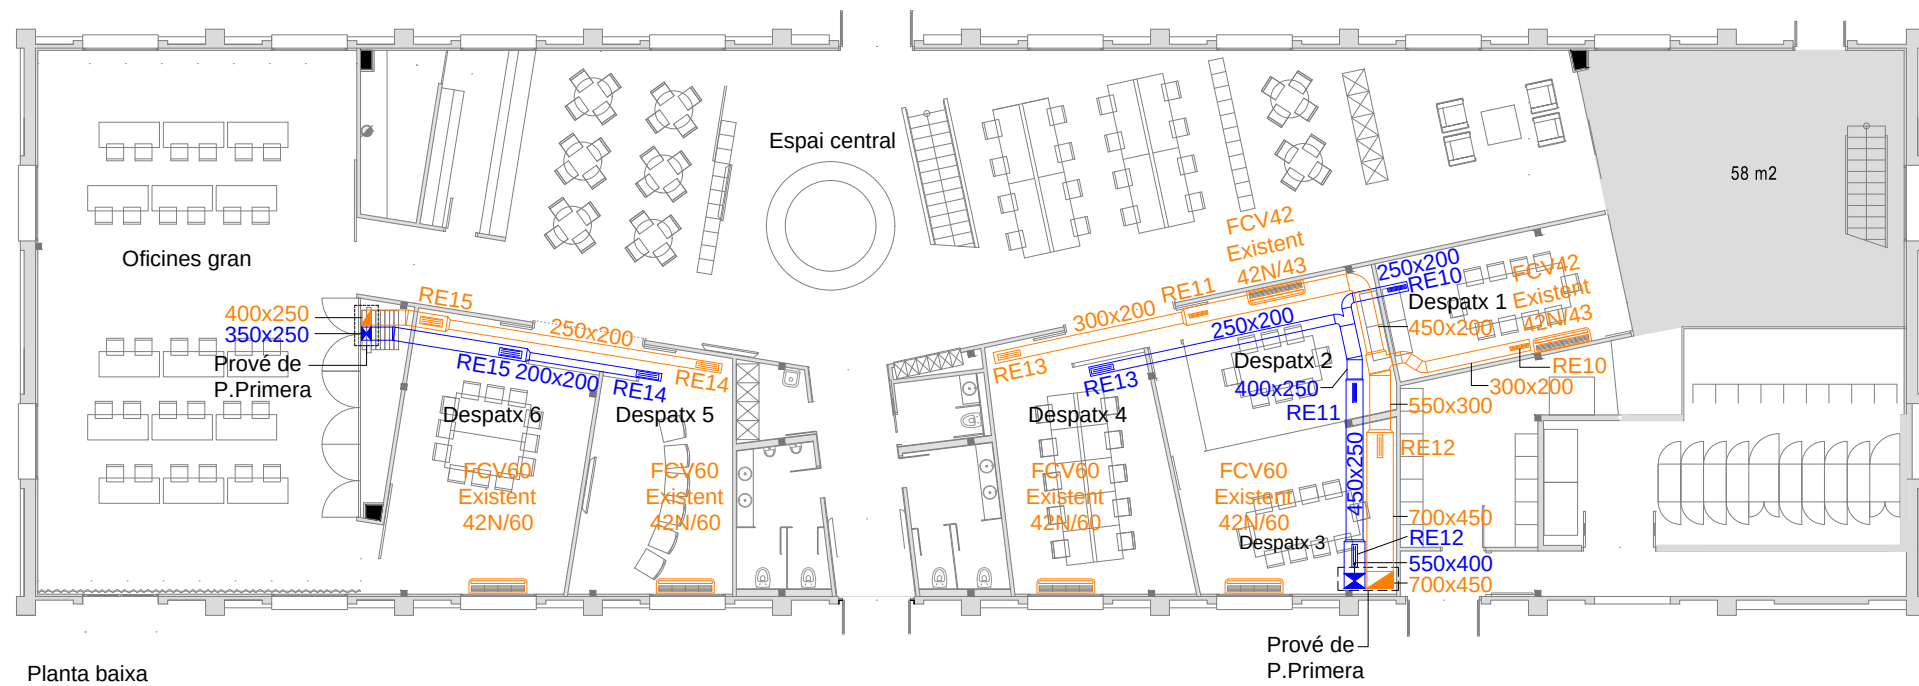 Espai central
58 m2
FCV42
Existent
42N/43
Oficines gran
250x200
RE10
FCV42
Existent
42N/43
RE15
RE11
Despatx 1
400x250
350x250
250x200
300x200
250x200
450x200
Prové de
P.Primera
RE15
200x200
RE14
RE14
RE13
RE13
Despatx 2
400x250
RE10
300x200
Despatx 6
Despatx 5
Despatx 4
RE11
550x300
RE12
FCV60
Existent
42N/60
FCV60
Existent
42N/60
FCV60
Existent
42N/60
FCV60
Existent
42N/60
450x250
700x450
RE12
Despatx 3
550x400
700x450
Prové de
P.Primera
Planta baixa